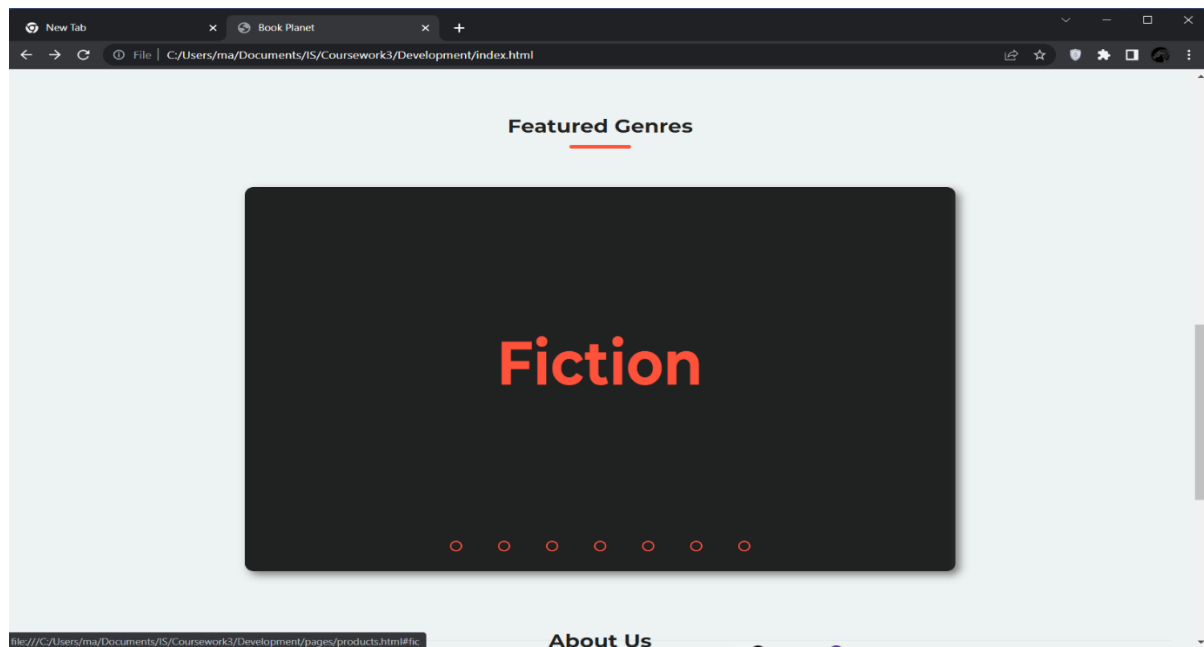 New Tab
Book Planet
File
C:/Users/ma/Documents/IS/Coursework3/Development/index.html
Featured Genres
Fiction
About Us
file:///C:/Users/ma/Documents/IS/Coursework3/Development/pages/products.html#fic